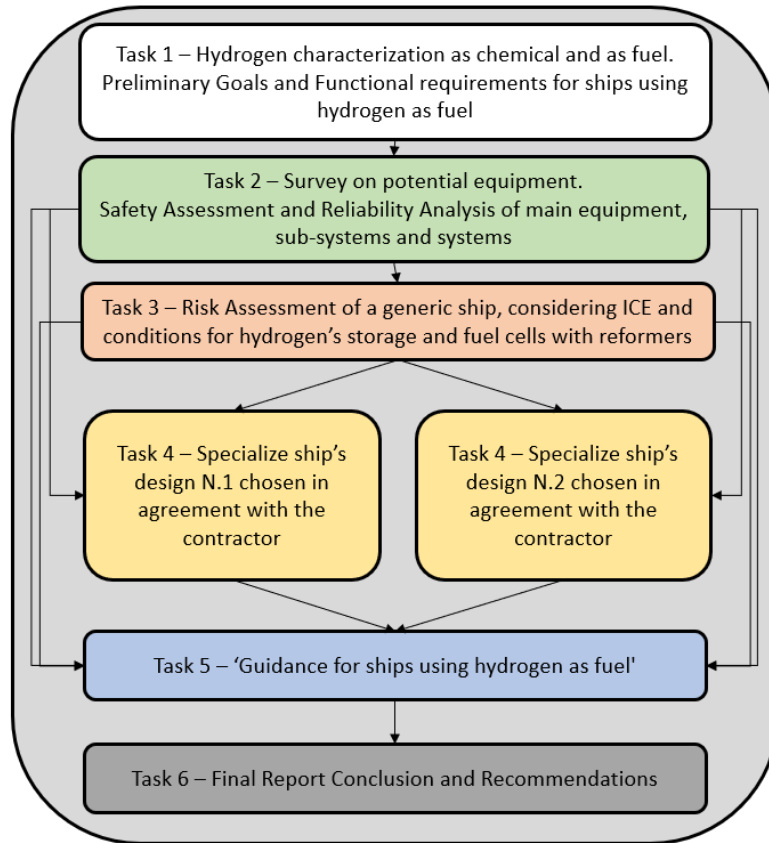 Task 1 – Hydrogen characterization as chemical and as fuel.
Preliminary Goals and Functional requirements for ships using
hydrogen as fuel
Task 2 – Survey on potential equipment.
Safety Assessment and Reliability Analysis of main equipment,
sub-systems and systems
Task 3 – Risk Assessment of a generic ship, considering ICE and
conditions for hydrogen’s storage and fuel cells with reformers
Task 4 – Specialize ship’s
design N.1 chosen in
agreement with the
contractor
Task 4 – Specialize ship’s
design N.2 chosen in
agreement with the
contractor
Task 5 – ‘Guidance for ships using hydrogen as fuel'
Task 6 – Final Report Conclusion and Recommendations